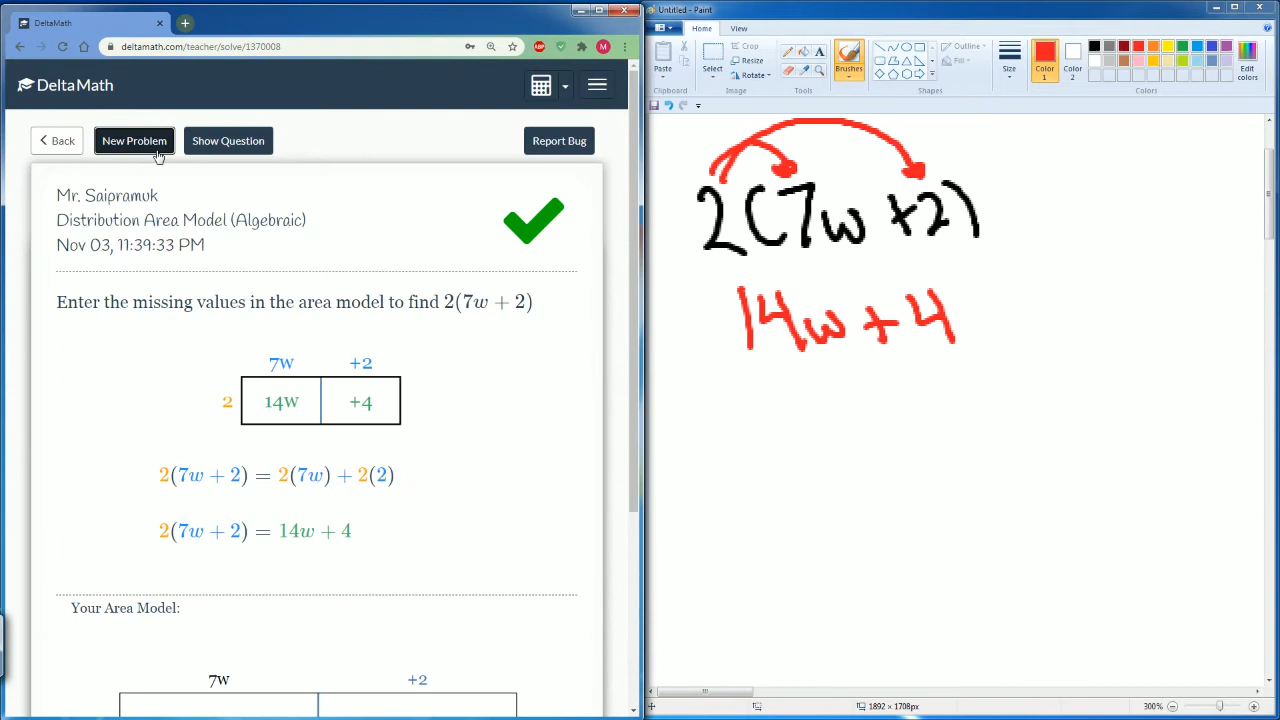 DeltaMath
deltamath.com/teacher/solve/1370008
M
DeltaMath
Back
New Problem
Show Question
Report Bug
Mr. Saipramuk
Distribution Area Model (Algebraic)
Nov 03, 11:39:33 PM
Enter the missing values in the area model to find 2(7w + 2)
7w +2
2 14w +4
2(7w + 2) = 2(7w) + 2(2)
2(7w + 2) = 14w + 4
Your Area Model:
7w +2
Untitled - Paint
Home View
Paste
Select
Crop
Resize
Rotate
A
Brushes
Outline
Fill
Size
Color 1
Color 2
Edit colors
Clipboard Image Tools Shapes Colors
2(7w+2)
14w+4
1892 × 1708px
300%